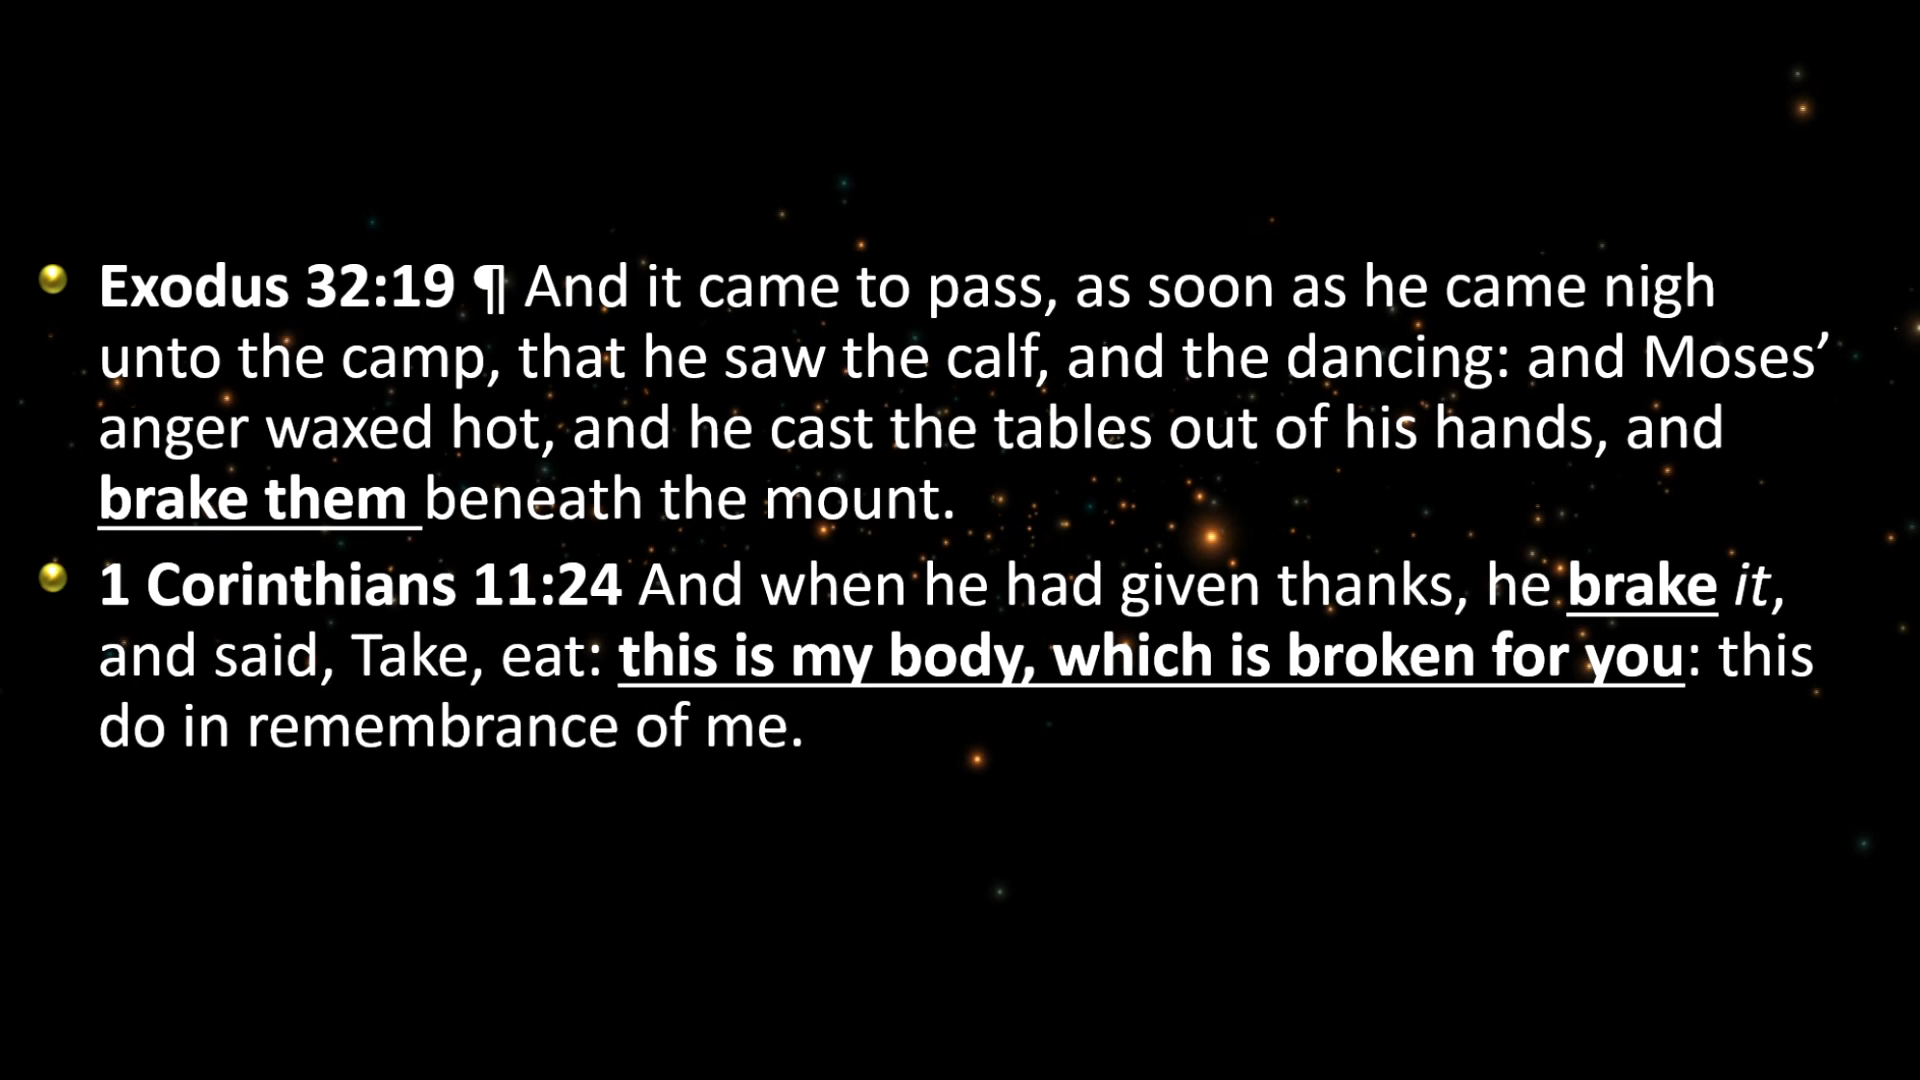 Exodus 32:19 ¶ And it came to pass, as soon as he came nigh
unto the camp, that he saw the calf, and the dancing: and Moses’
anger waxed hot, and he cast the tables out of his hands, and
brake them beneath the mount.
1 Corinthians 11:24 And when he had given thanks, he brake it,
and said, Take, eat: this is my body, which is broken for you: this
do in remembrance of me.